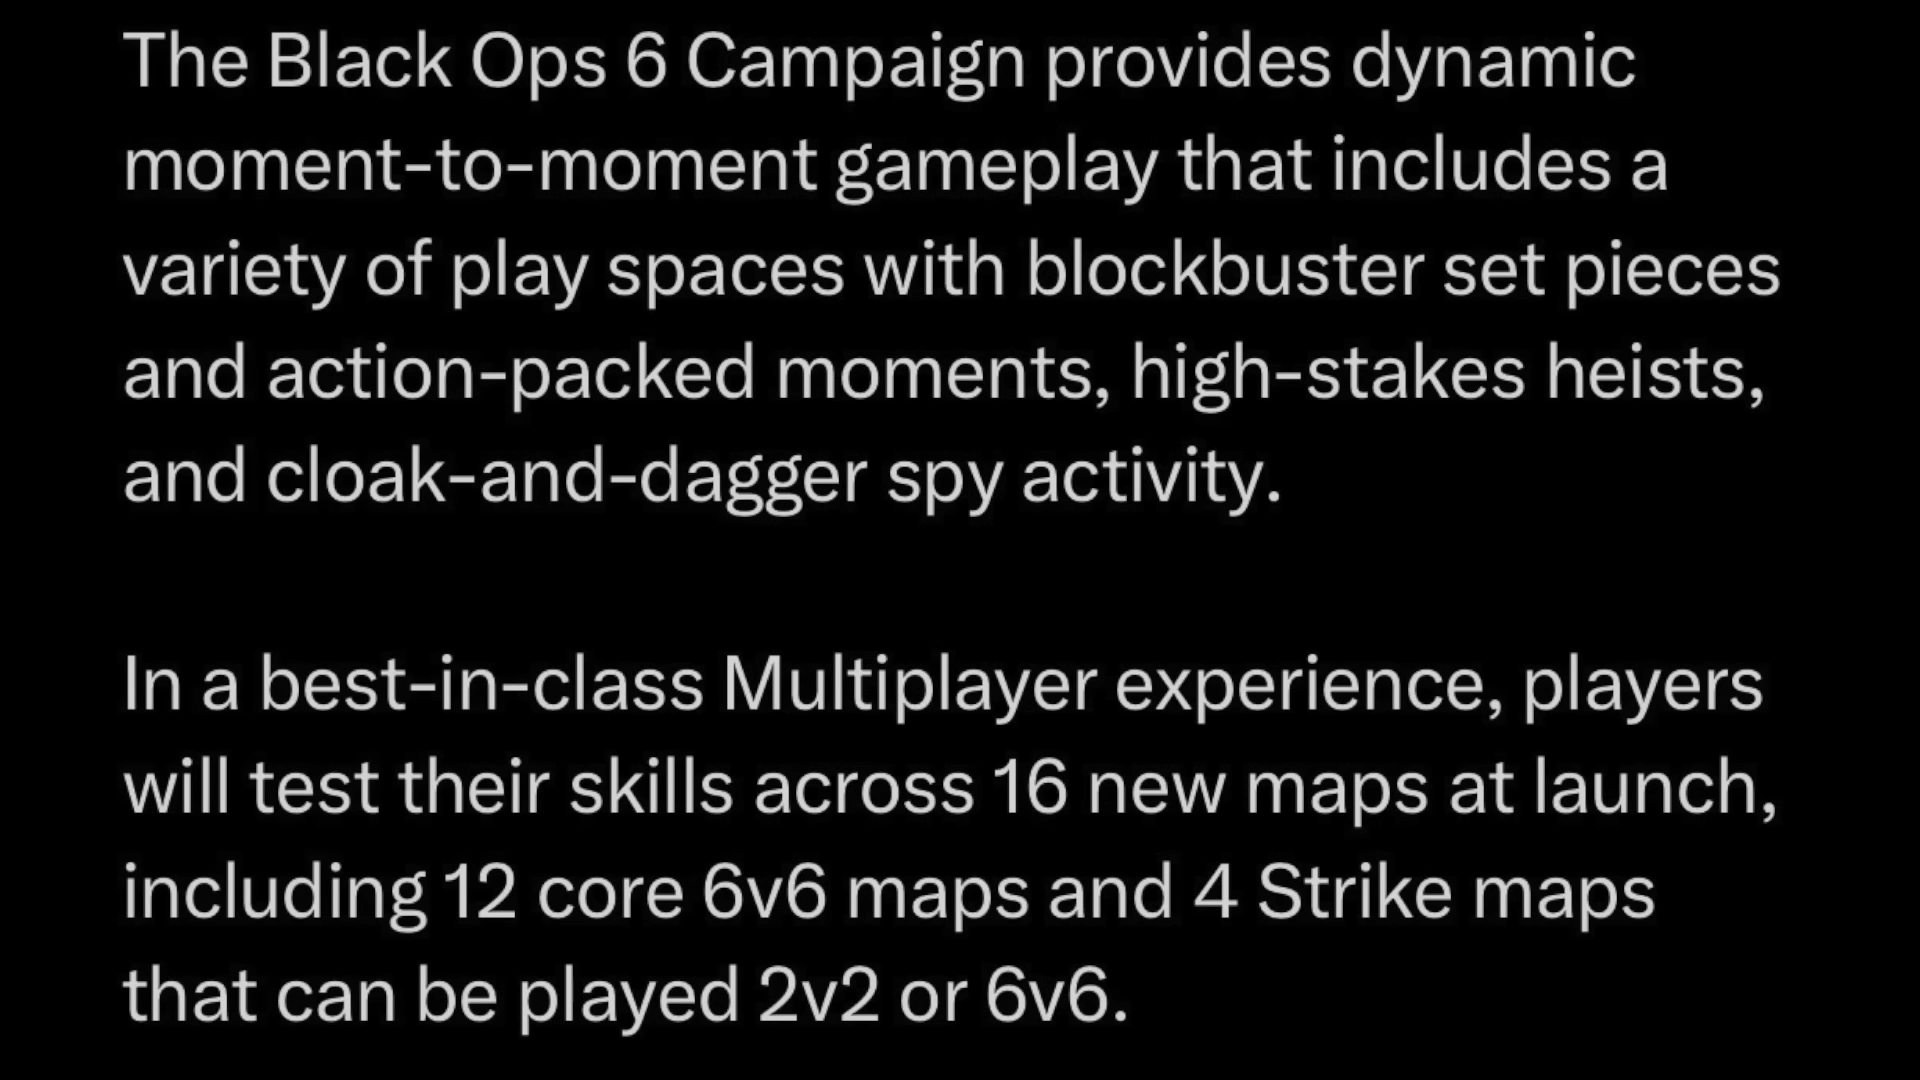 The Black Ops 6 Campaign provides dynamic
moment-to-moment gameplay that includes a
variety of play spaces with blockbuster set pieces
and action-packed moments, high-stakes heists,
and cloak-and-dagger spy activity.
In a best-in-class Multiplayer experience, players
will test their skills across 16 new maps at launch,
including 12 core 6v6 maps and 4 Strike maps
that can be played 2v2 or 6v6.